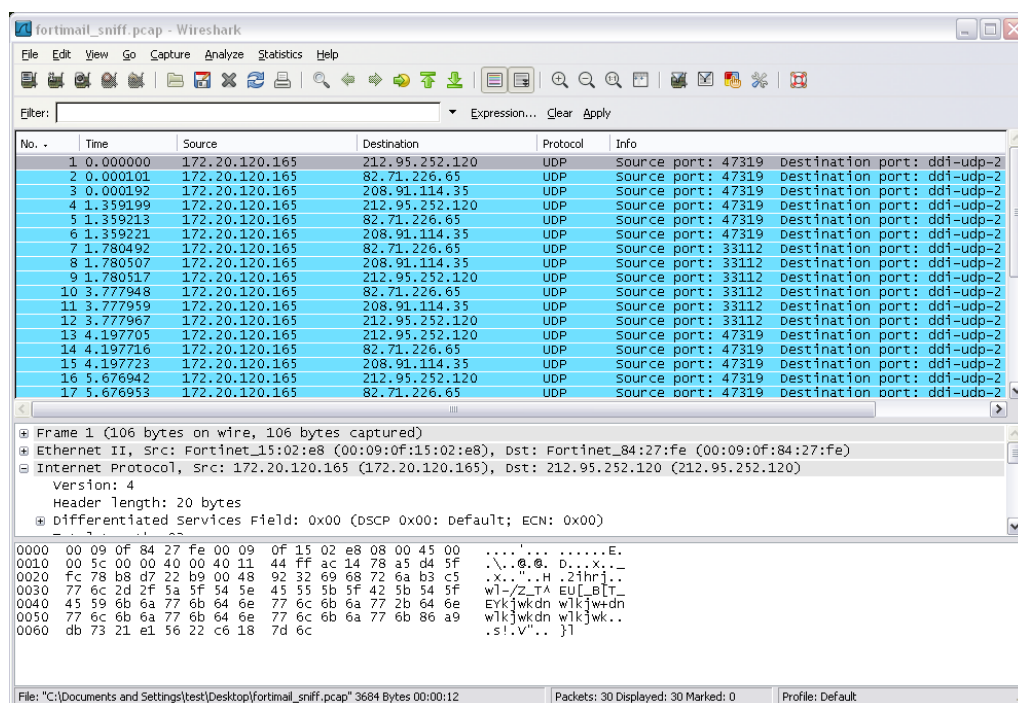 fortimail_sniff.pcap - Wireshark
File Edit View Go Capture Analyze Statistics Help
Filter: Expression... Clear Apply
No. - Time Source Destination Protocol Info
1 0.000000 172.20.120.165 212.95.252.120 UDP Source port: 47319 Destination port: ddi-udp-2
2 0.000101 172.20.120.165 82.71.226.65 UDP Source port: 47319 Destination port: ddi-udp-2
3 0.000192 172.20.120.165 208.91.114.35 UDP Source port: 47319 Destination port: ddi-udp-2
4 1.359199 172.20.120.165 212.95.252.120 UDP Source port: 47319 Destination port: ddi-udp-2
5 1.359213 172.20.120.165 82.71.226.65 UDP Source port: 47319 Destination port: ddi-udp-2
6 1.359221 172.20.120.165 208.91.114.35 UDP Source port: 47319 Destination port: ddi-udp-2
7 1.780492 172.20.120.165 82.71.226.65 UDP Source port: 33112 Destination port: ddi-udp-2
8 1.780507 172.20.120.165 208.91.114.35 UDP Source port: 33112 Destination port: ddi-udp-2
9 1.780517 172.20.120.165 212.95.252.120 UDP Source port: 33112 Destination port: ddi-udp-2
10 3.777948 172.20.120.165 82.71.226.65 UDP Source port: 33112 Destination port: ddi-udp-2
11 3.777959 172.20.120.165 208.91.114.35 UDP Source port: 33112 Destination port: ddi-udp-2
12 3.777967 172.20.120.165 212.95.252.120 UDP Source port: 33112 Destination port: ddi-udp-2
13 4.197705 172.20.120.165 212.95.252.120 UDP Source port: 47319 Destination port: ddi-udp-2
14 4.197716 172.20.120.165 82.71.226.65 UDP Source port: 47319 Destination port: ddi-udp-2
15 4.197723 172.20.120.165 208.91.114.35 UDP Source port: 47319 Destination port: ddi-udp-2
16 5.676942 172.20.120.165 212.95.252.120 UDP Source port: 47319 Destination port: ddi-udp-2
17 5.676953 172.20.120.165 82.71.226.65 UDP Source port: 47319 Destination port: ddi-udp-2
Frame 1 (106 bytes on wire, 106 bytes captured)
Ethernet II, Src: Fortinet_15:02:e8 (00:09:0f:15:02:e8), Dst: Fortinet_84:27:fe (00:09:0f:84:27:fe)
Internet Protocol, Src: 172.20.120.165 (172.20.120.165), Dst: 212.95.252.120 (212.95.252.120)
Version: 4
Header length: 20 bytes
Differentiated Services Field: 0x00 (DSCP 0x00: Default; ECN: 0x00)
0000 00 09 0f 84 27 fe 00 09 0f 15 02 e8 08 00 45 00 ....'... ......E.
0010 00 5c 00 00 40 00 40 11 44 ff ac 14 78 a5 d4 5f .\..@.@. D...x.._
0020 fc 78 b8 d7 22 b9 00 48 92 32 69 68 72 6a b3 c5 .x.."..H .2ihrj..
0030 77 6c 2d 2f 5a 5f 54 5e 45 55 5b 5f 42 5b 54 5f wl-/Z_T^ EU[_B[T_
0040 45 59 6b 6a 77 6b 64 6e 77 6c 6b 6a 77 2b 64 6e EYkjwkdn wlkjw+dn
0050 77 6c 6b 6a 77 6b 64 6e 77 6c 6b 6a 77 6b 86 a9 wlkjwkdn wlkjwk..
0060 db 73 21 e1 56 22 c6 18 7d 6c .s!.V".. }l
File: "C:\Documents and Settings\test\Desktop\fortimail_sniff.pcap" 3684 Bytes 00:00:12 Packets: 30 Displayed: 30 Marked: 0 Profile: Default